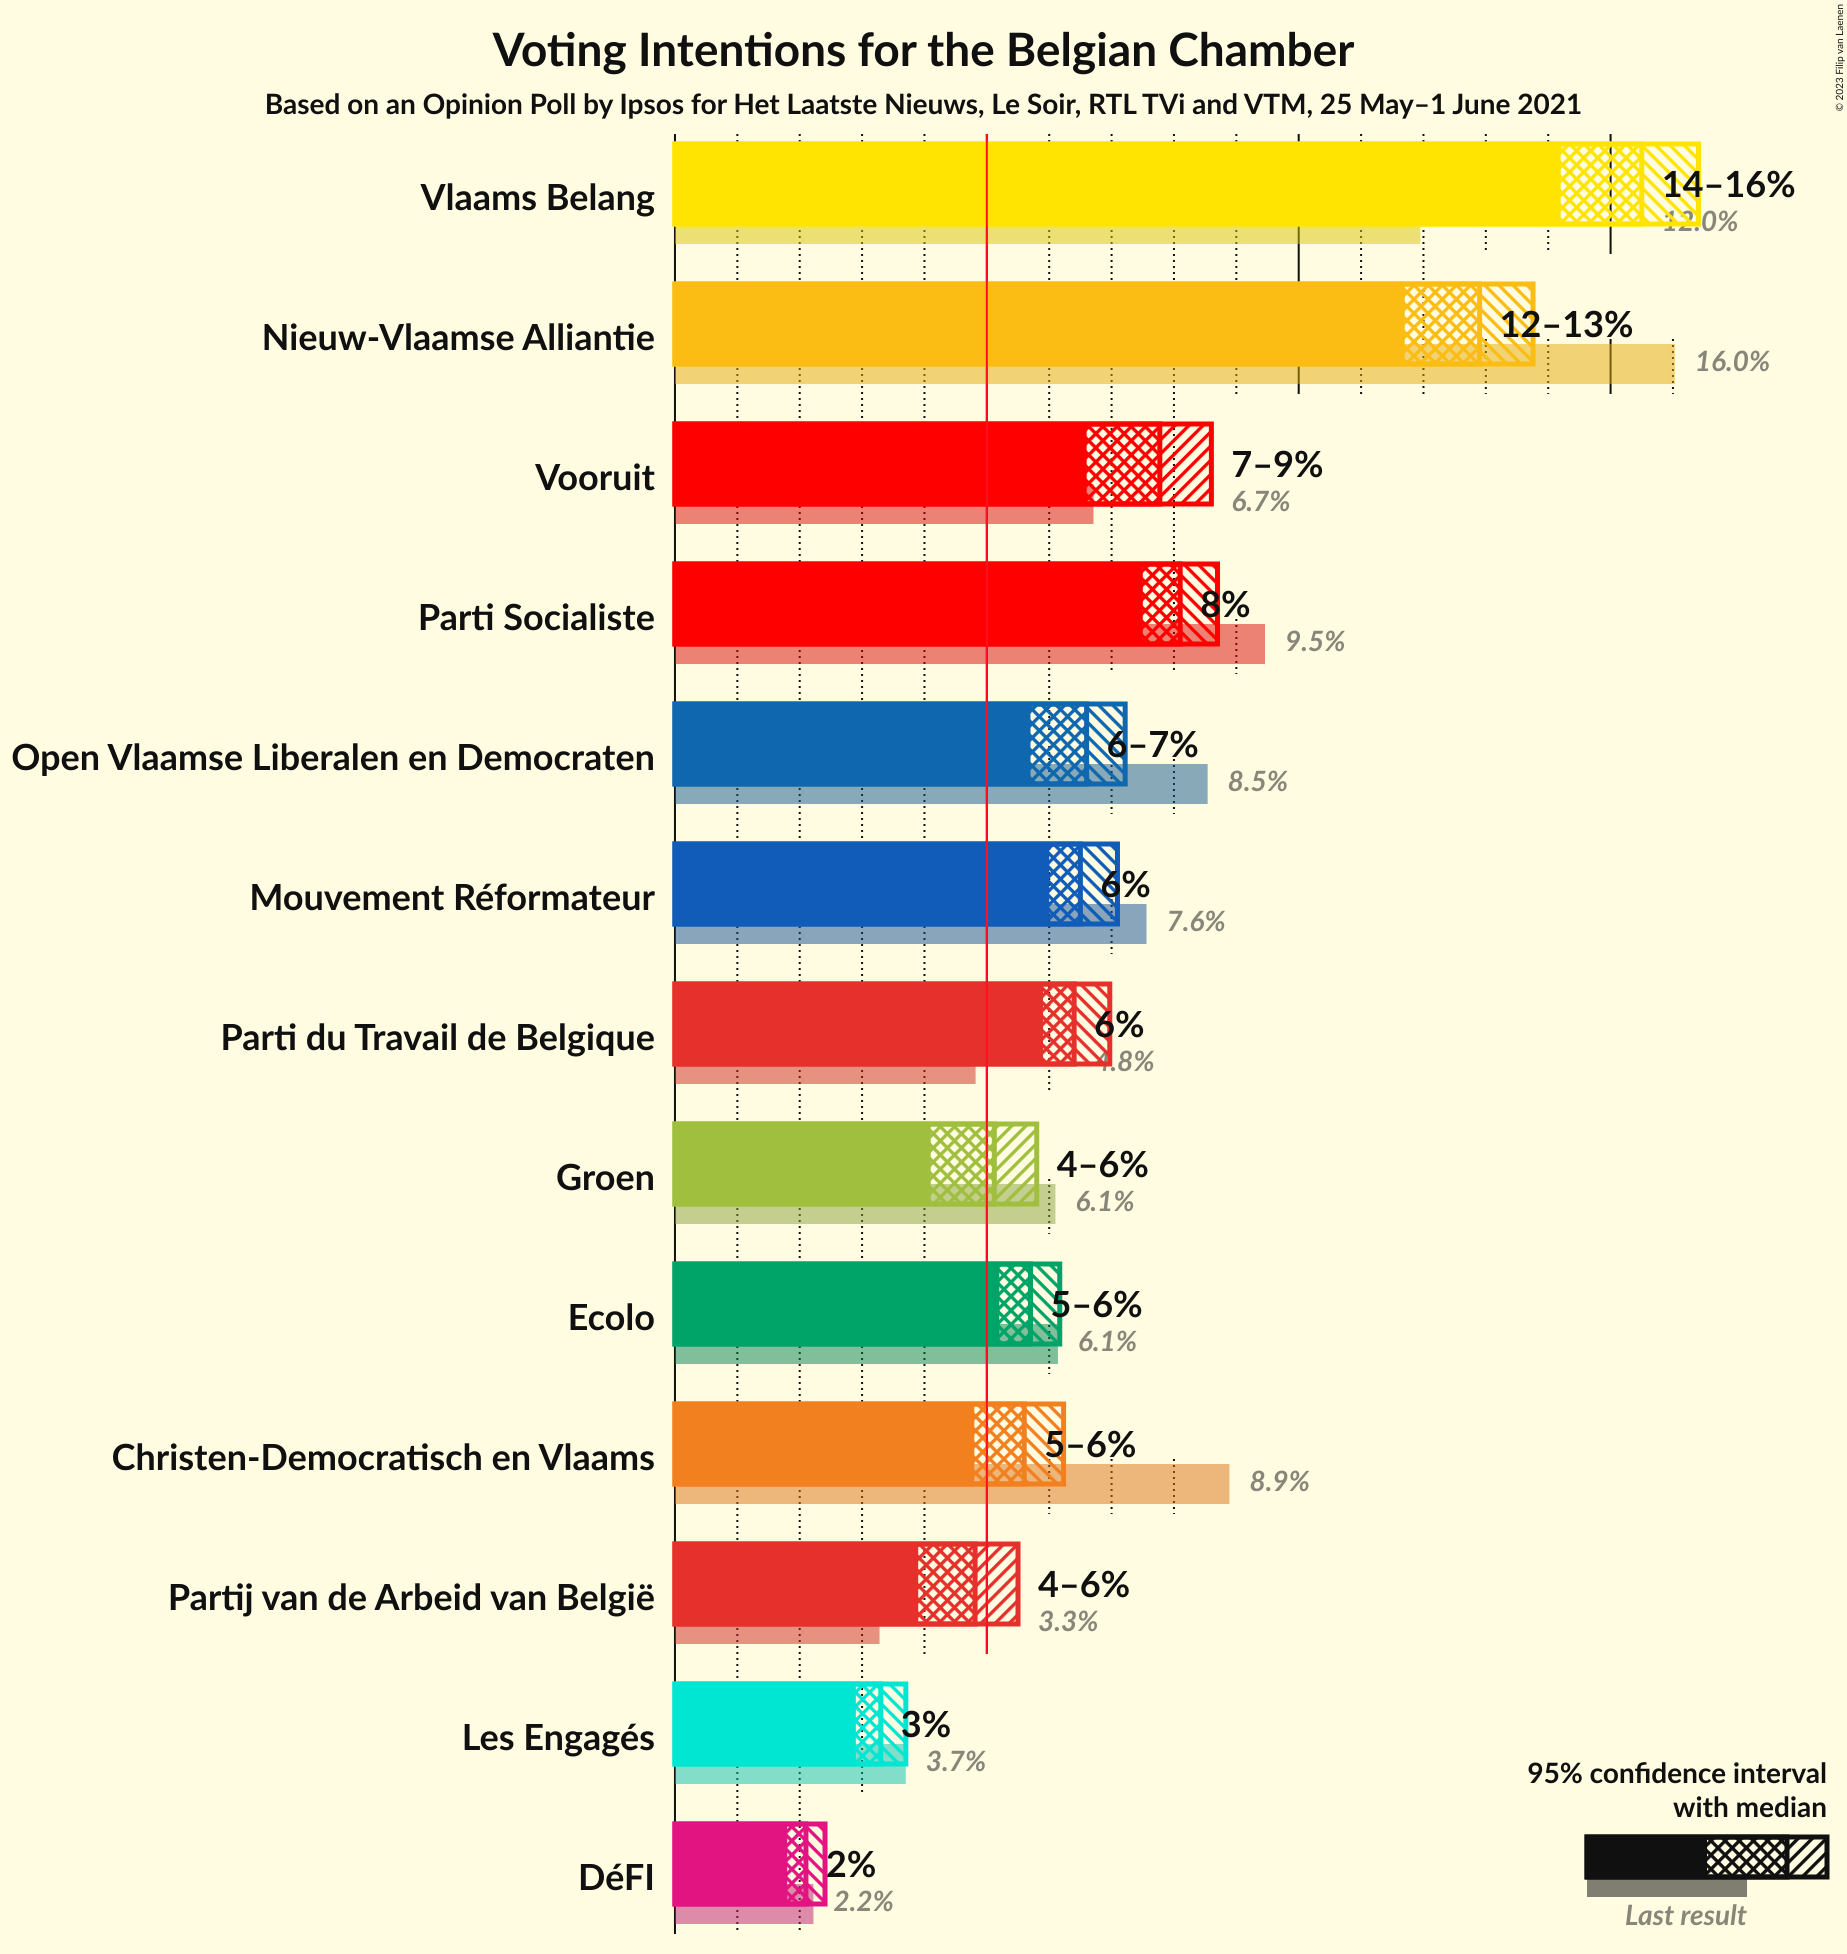 Voting Intentions for the Belgian Chamber
Based on an Opinion Poll by Ipsos for Het Laatste Nieuws, Le Soir, RTL TVi and VTM, 25 May–1 June 2021
© 2023 Filip van Laenen
Vlaams Belang
14–16%
12.0%
Nieuw-Vlaamse Alliantie
12–13%
16.0%
Vooruit
7–9%
6.7%
Parti Socialiste
8%
9.5%
Open Vlaamse Liberalen en Democraten
6–7%
8.5%
Mouvement Réformateur
6%
7.6%
Parti du Travail de Belgique
6%
4.8%
Groen
4–6%
6.1%
Ecolo
5–6%
6.1%
Christen-Democratisch en Vlaams
5–6%
8.9%
Partij van de Arbeid van België
4–6%
3.3%
Les Engagés
3%
3.7%
DéFI
2%
2.2%
95% confidence interval
with median
Last result